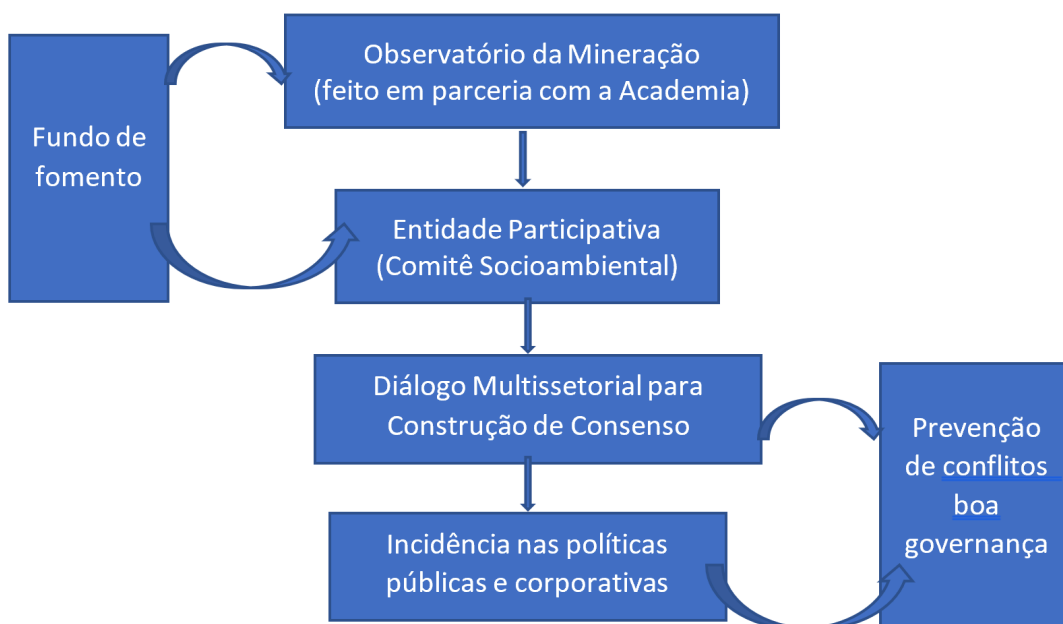 Fundo de
fomento
Observatório da Mineração
(feito em parceria com a Academia)
Entidade Participativa
(Comitê Socioambiental)
Diálogo Multissetorial para
Construção de Consenso
Incidência nas políticas
públicas e corporativas
Prevenção
de conflitos
boa
governança